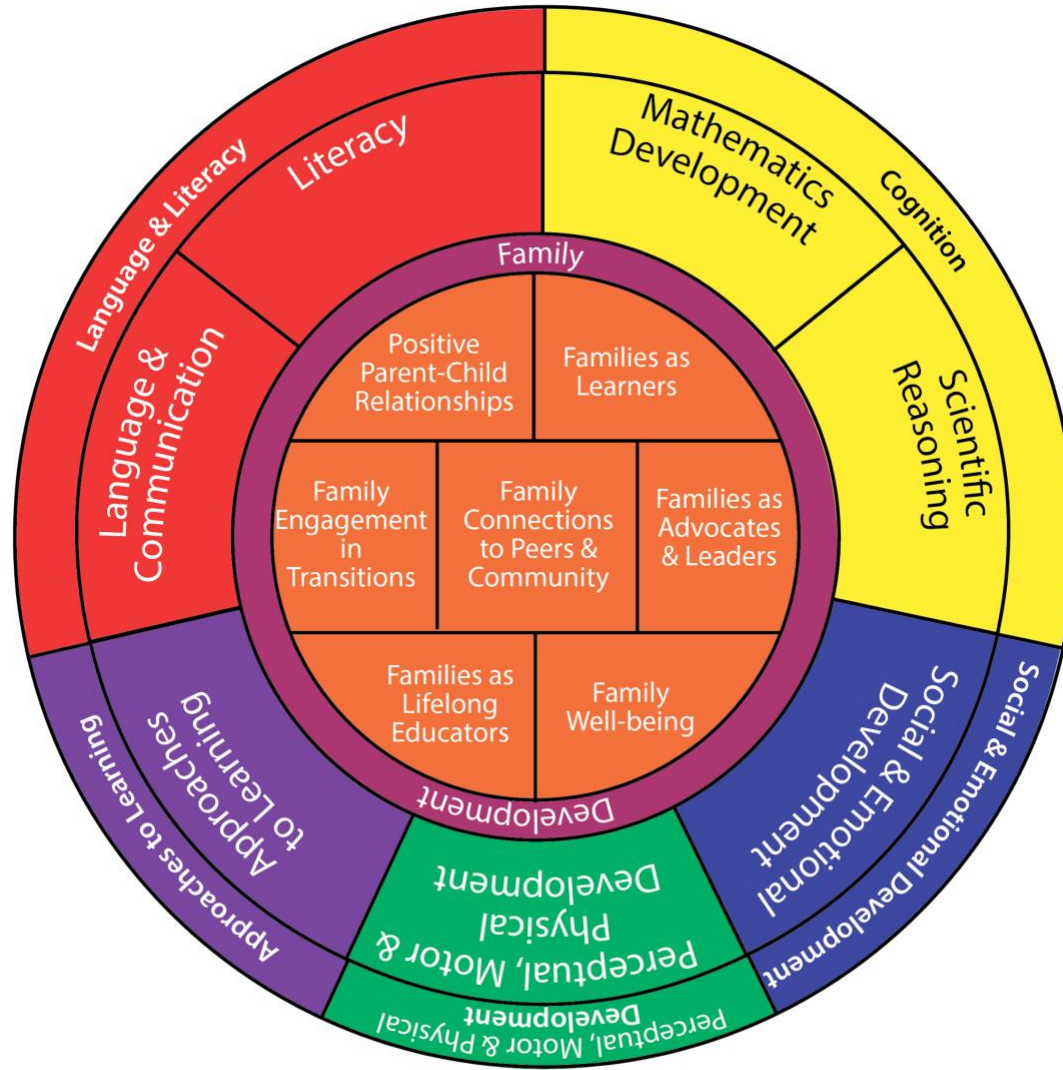 Language & Literacy
Literacy
Language &
Communication
Cognition
Mathematics
Development
Scientific
Reasoning
Social & Emotional Development
Social & Emotional
Development
Perceptual, Motor &
Physical
Development
Perceptual, Motor & Physical
Development
Approaches
to Learning
Approaches to Learning
Family
Development
Positive
Parent-Child
Relationships
Families as
Learners
Family
Engagement
in
Transitions
Family
Connections
to Peers &
Community
Families as
Advocates
& Leaders
Families as
Lifelong
Educators
Family
Well-being